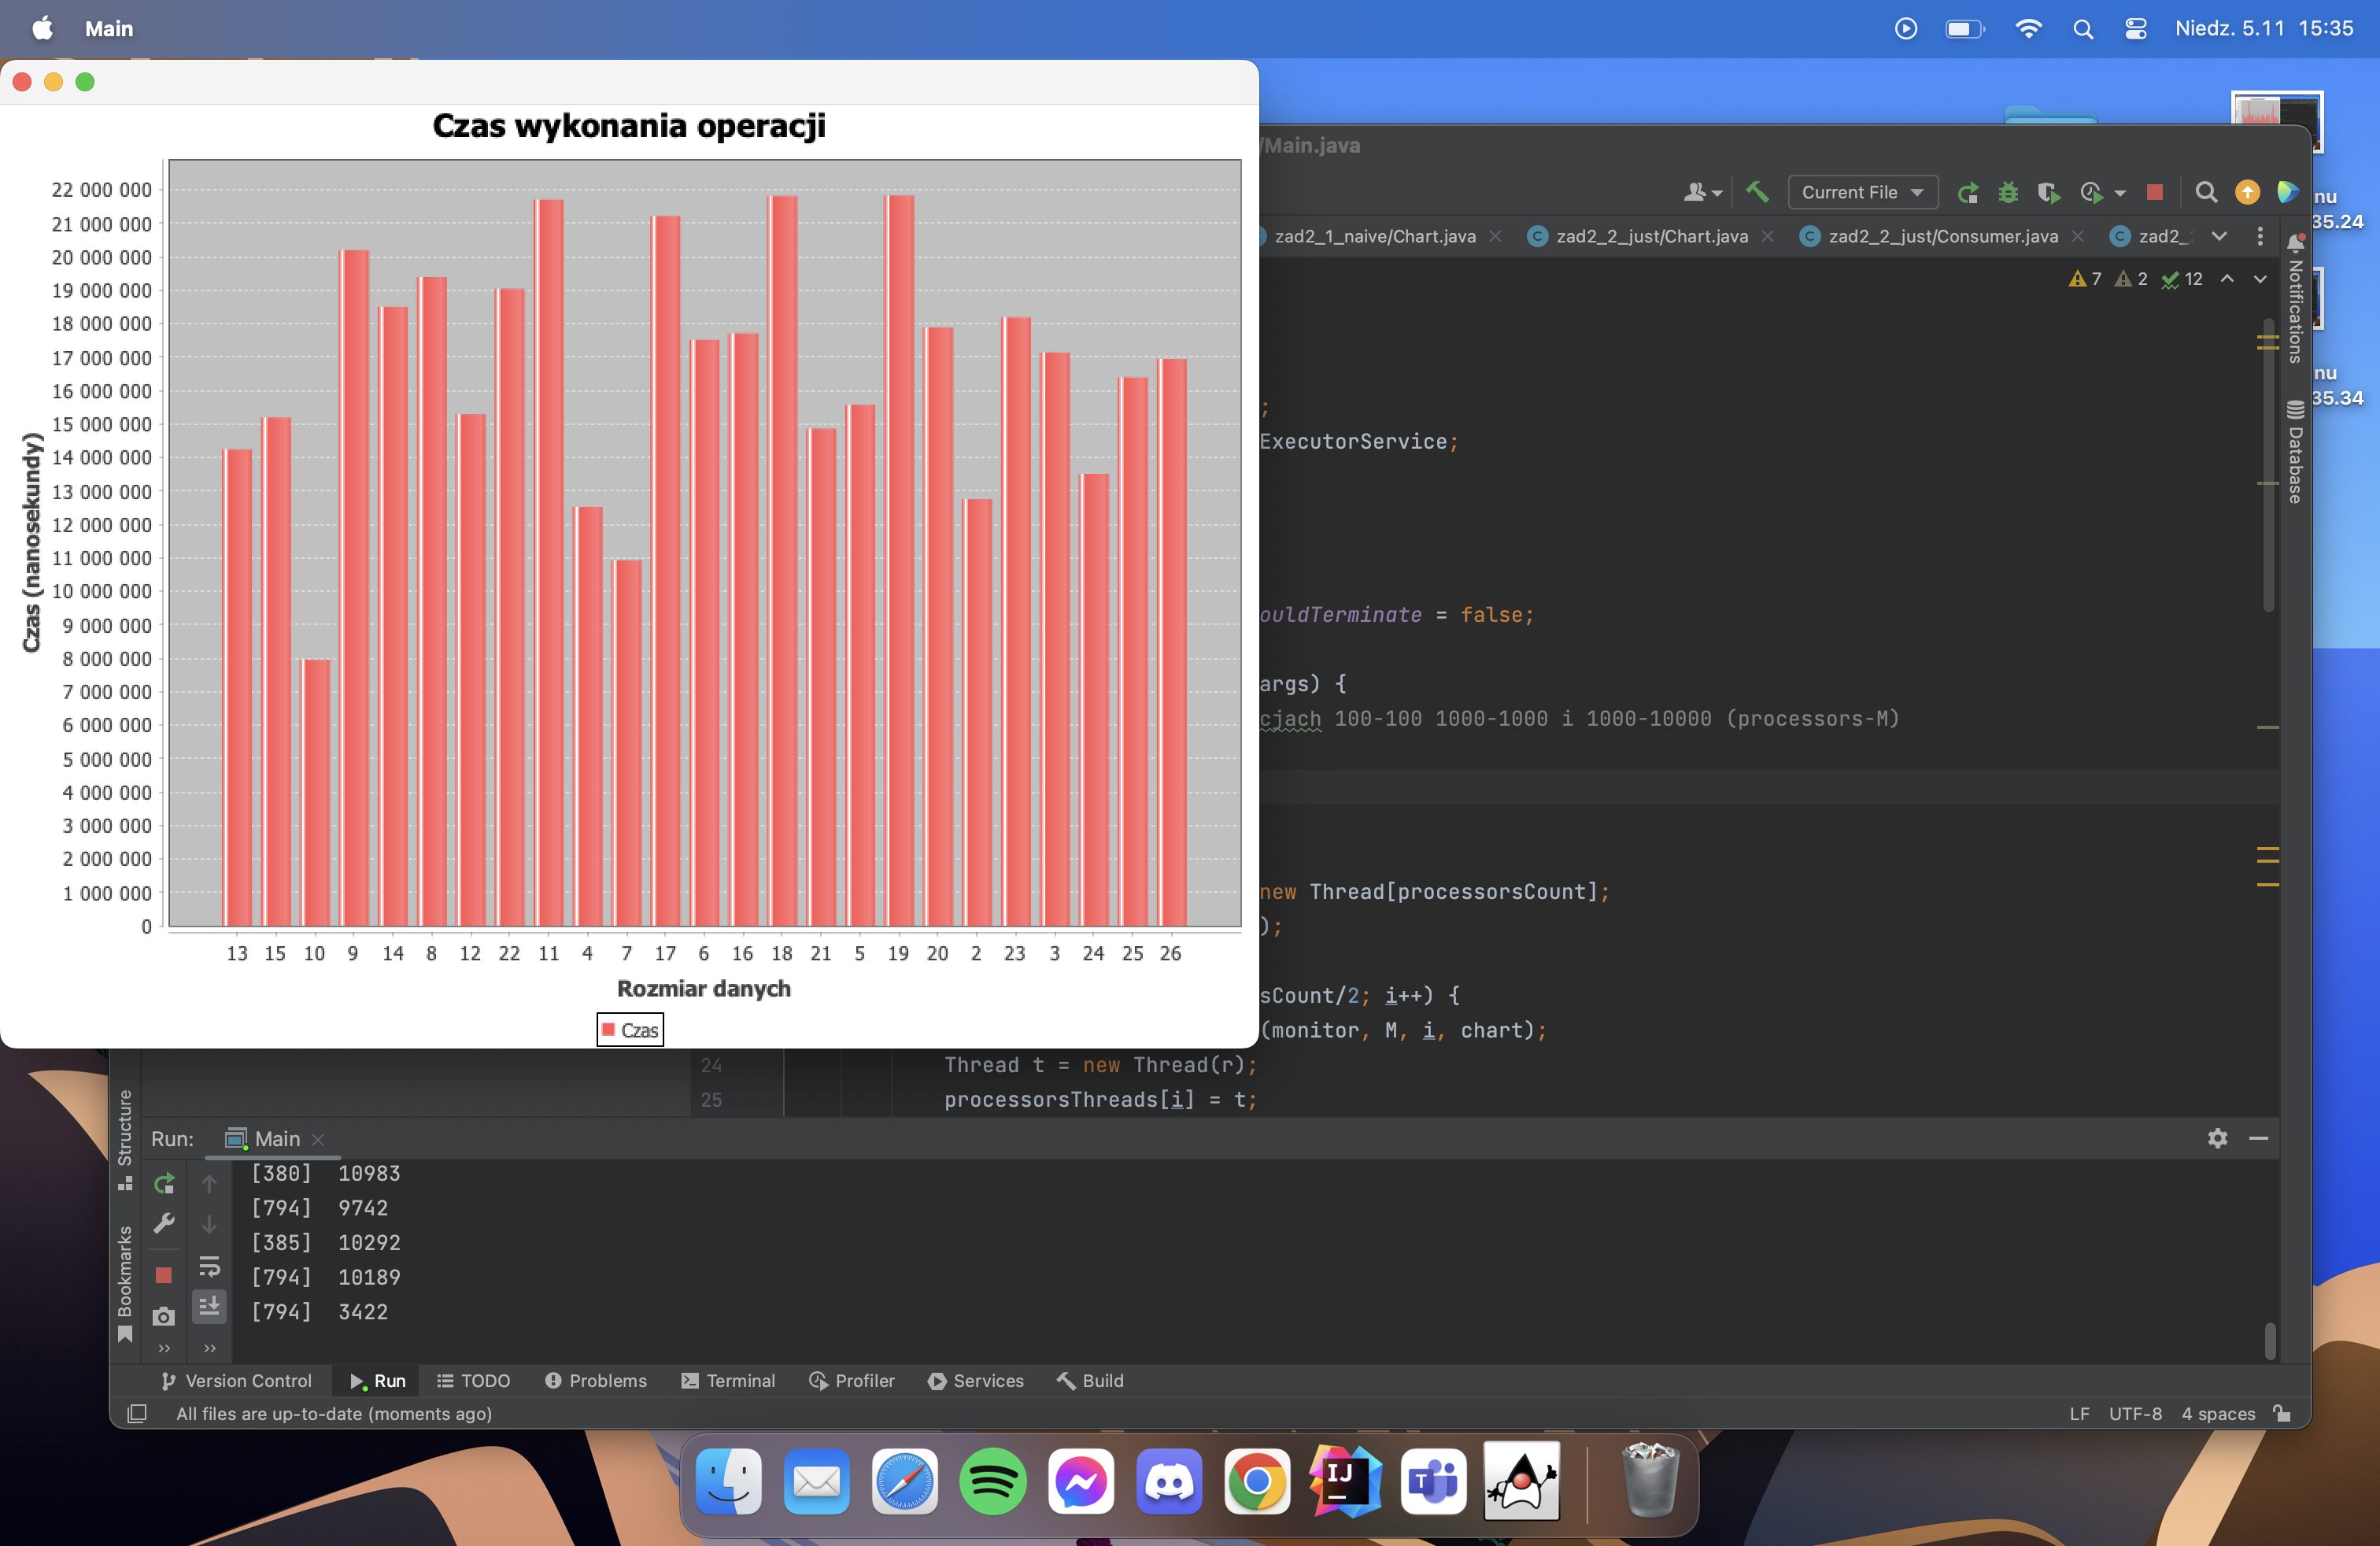 Main
Niedz. 5.11 15:35
Czas wykonania operacji
Czas (nanosekundy)
22 000 000
21 000 000
20 000 000
19 000 000
18 000 000
17 000 000
16 000 000
15 000 000
14 000 000
13 000 000
12 000 000
11 000 000
10 000 000
9 000 000
8 000 000
7 000 000
6 000 000
5 000 000
4 000 000
3 000 000
2 000 000
1 000 000
0
13 15 10 9 14 8 12 22 11 4 7 17 6 16 18 21 5 19 20 2 23 3 24 25 26
Rozmiar danych
Czas
/Main.java
Current File
zad2_1_naive/Chart.java
zad2_2_just/Chart.java
zad2_2_just/Consumer.java
zad2_
7 2 12
;
ExecutorService;
ouldTerminate = false;
args) {
cjach 100-100 1000-1000 i 1000-10000 (processors-M)
new Thread[processorsCount];
);
sCount/2; i++) {
(monitor, M, i, chart);
24 Thread t = new Thread(r);
25 processorsThreads[i] = t;
Notifications
Database
nu
35.24
nu
35.34
Structure
Bookmarks
Run: Main
[380] 10983
[794] 9742
[385] 10292
[794] 10189
[794] 3422
Version Control
Run
TODO
Problems
Terminal
Profiler
Services
Build
All files are up-to-date (moments ago)
LF UTF-8 4 spaces
IJ
T